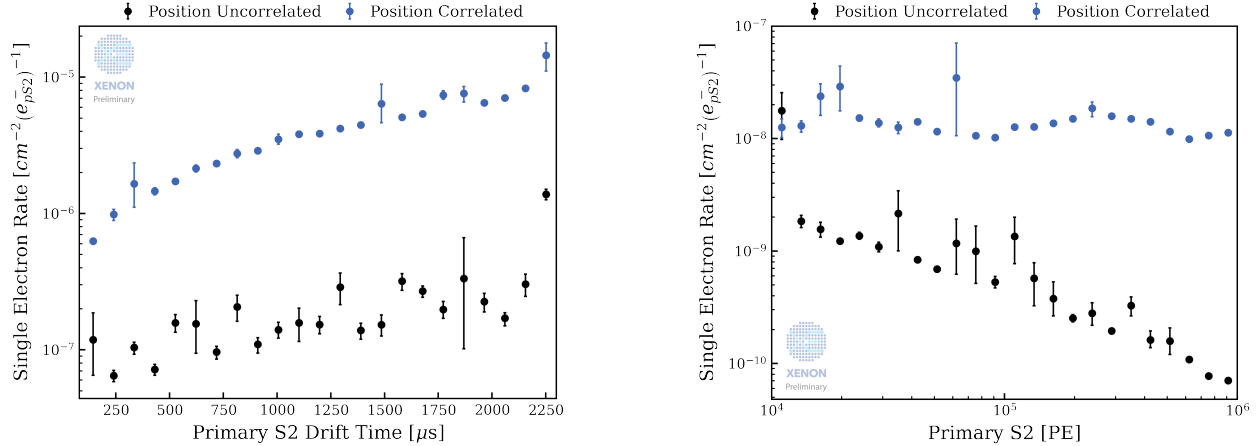 Position Uncorrelated Position Correlated
XENON
Preliminary
Single Electron Rate [cm⁻²(e⁻pS2)⁻¹]
10⁻⁵
10⁻⁶
10⁻⁷
250 500 750 1000 1250 1500 1750 2000 2250
Primary S2 Drift Time [μs]
Position Uncorrelated Position Correlated
Single Electron Rate [cm⁻²(e⁻pS2)⁻¹]
10⁻⁷
10⁻⁸
10⁻⁹
10⁻¹⁰
XENON
Preliminary
10⁴ 10⁵ 10⁶
Primary S2 [PE]